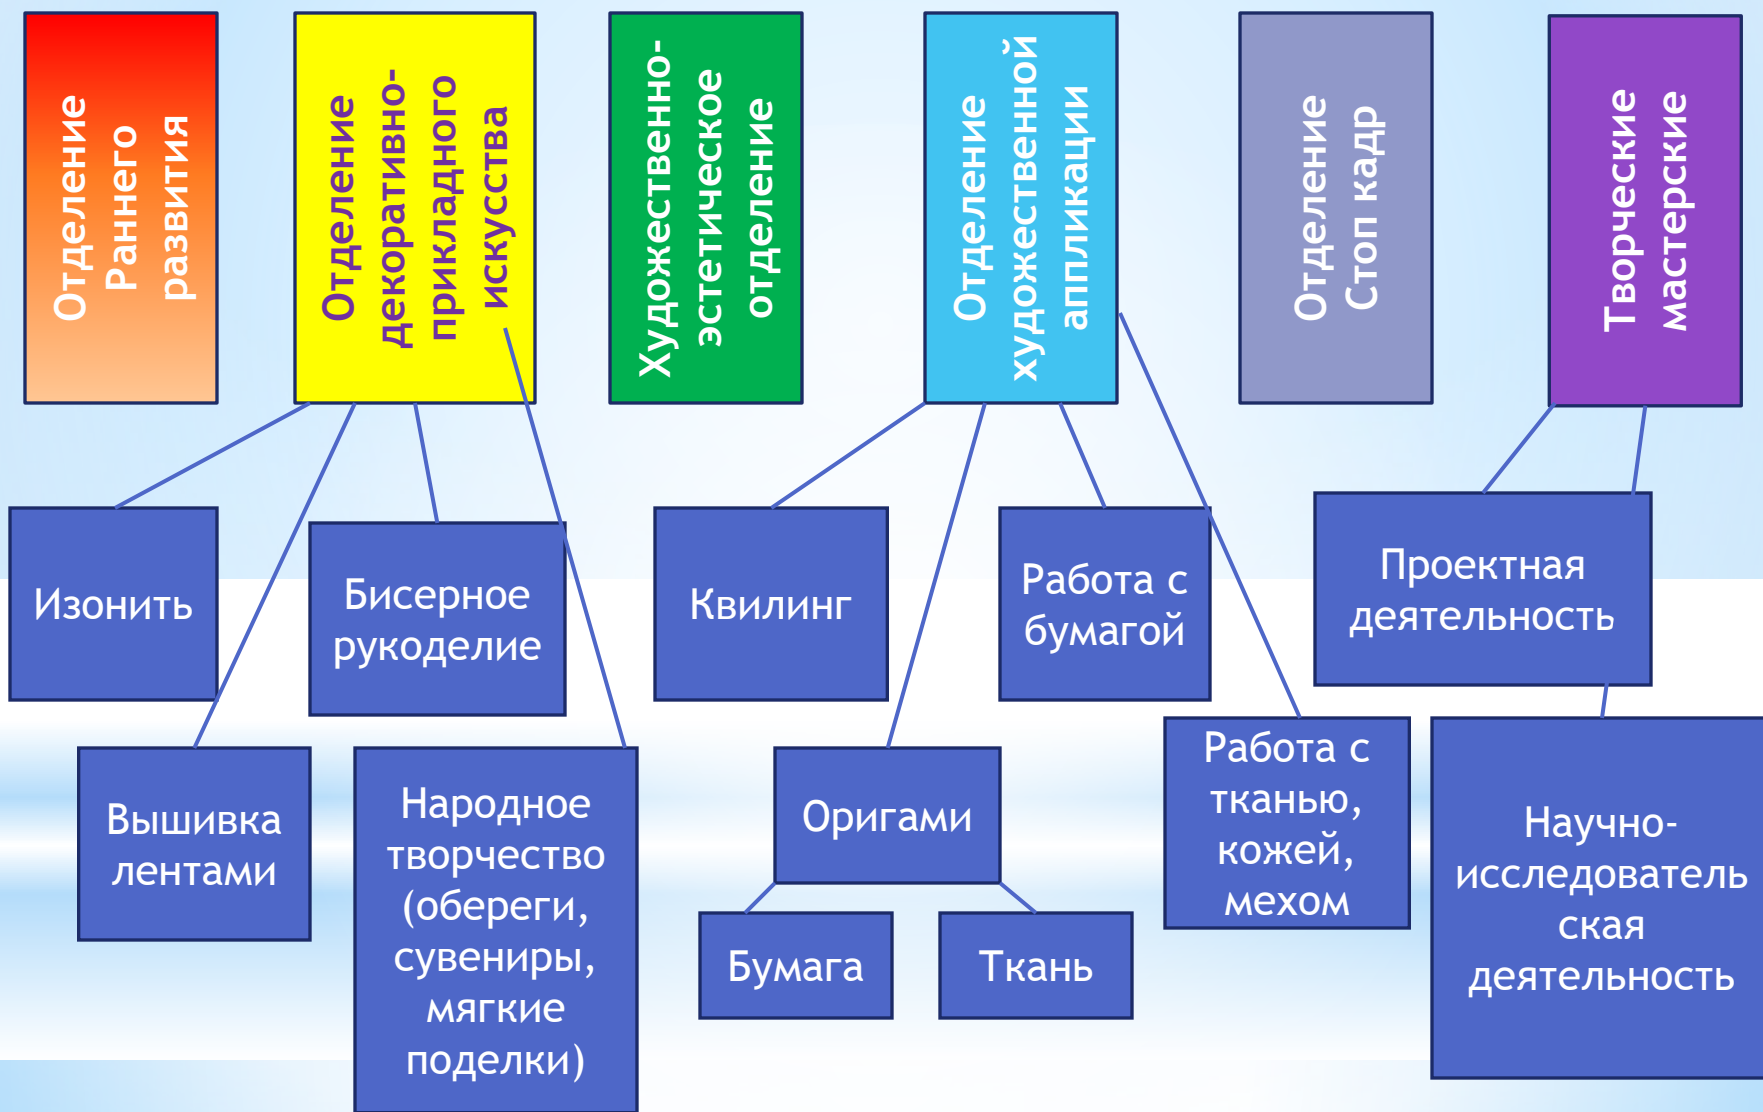 Отделение
Раннего
развития
Отделение
декоративно-
прикладного
искусства
Художественно-
эстетическое
отделение
Отделение
художественной
аппликации
Отделение
Стоп кадр
Творческие
мастерские
Изонить
Бисерное
рукоделие
Квилинг
Работа с
бумагой
Проектная
деятельность
Вышивка
лентами
Народное
творчество
(обереги,
сувениры,
мягкие
поделки)
Оригами
Бумага
Ткань
Работа с
тканью,
кожей,
мехом
Научно-
исследователь
ская
деятельность